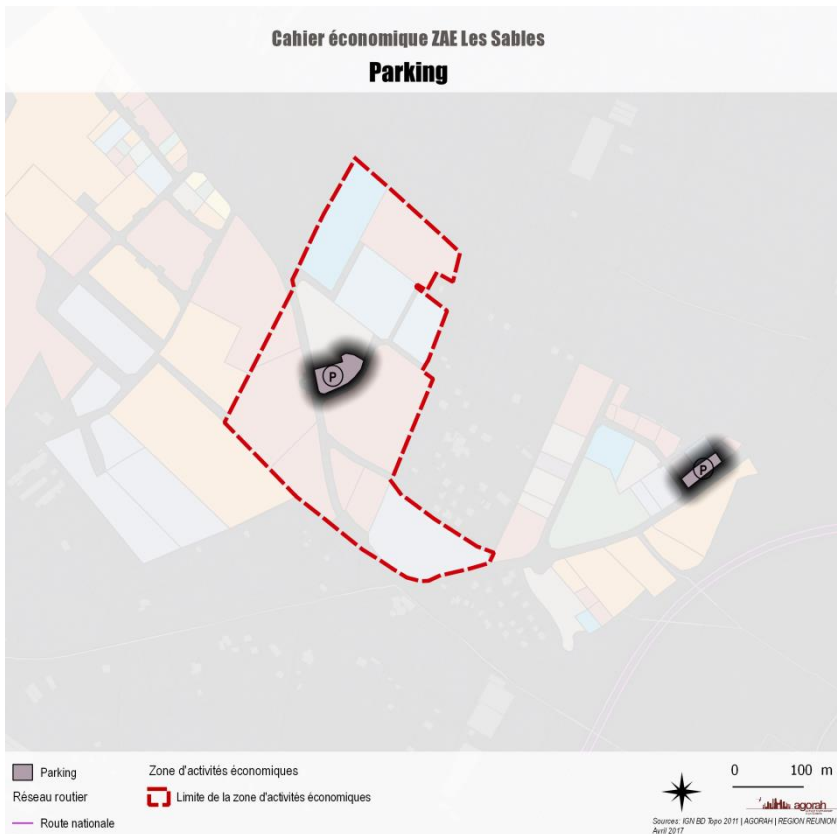 Cahier économique ZAE Les Sables
Parking
P
P
Parking
Réseau routier
Route nationale
Zone d'activités économiques
Limite de la zone d'activités économiques
0 100 m
agorah
Sources: IGN BD Topo 2011 | AGORAH | REGION REUNION
Avril 2017